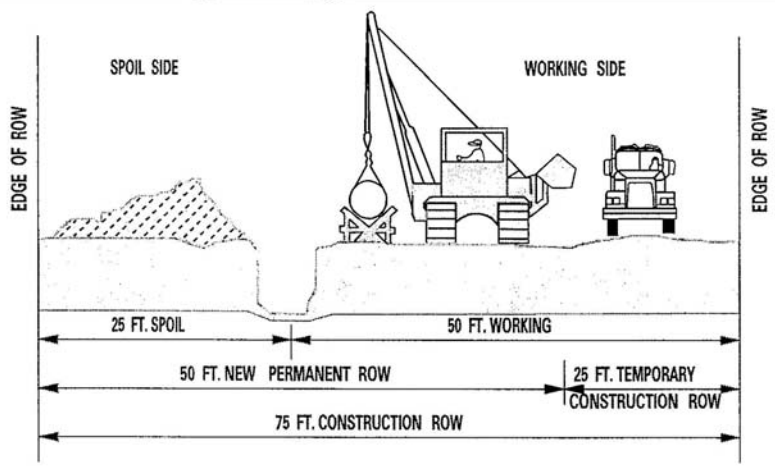 SPOIL SIDE
WORKING SIDE
EDGE OF ROW
EDGE OF ROW
25 FT. SPOIL
50 FT. WORKING
50 FT. NEW PERMANENT ROW
25 FT. TEMPORARY
CONSTRUCTION ROW
75 FT. CONSTRUCTION ROW